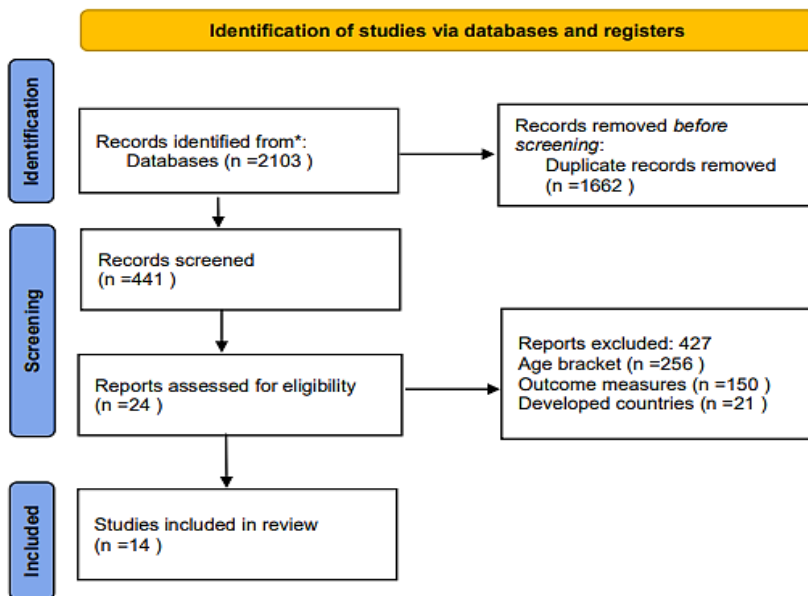 Identification of studies via databases and registers
Identification
Records identified from*:
Databases (n =2103 )
Records removed before
screening:
Duplicate records removed
(n =1662 )
Screening
Records screened
(n =441 )
Reports assessed for eligibility
(n =24 )
Reports excluded: 427
Age bracket (n =256 )
Outcome measures (n =150 )
Developed countries (n =21 )
Included
Studies included in review
(n =14 )